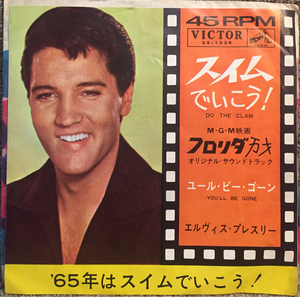 45 RPM
VICTOR
SS-1534
スイム
でいこう!
DO THE CLAM
M-G-M映画
フロリダ万才
オリジナル・サウンドトラック
ユール・ビー・ゴーン
YOU'LL BE GONE
エルヴィス・プレスリー
'65年はスイムでいこう!